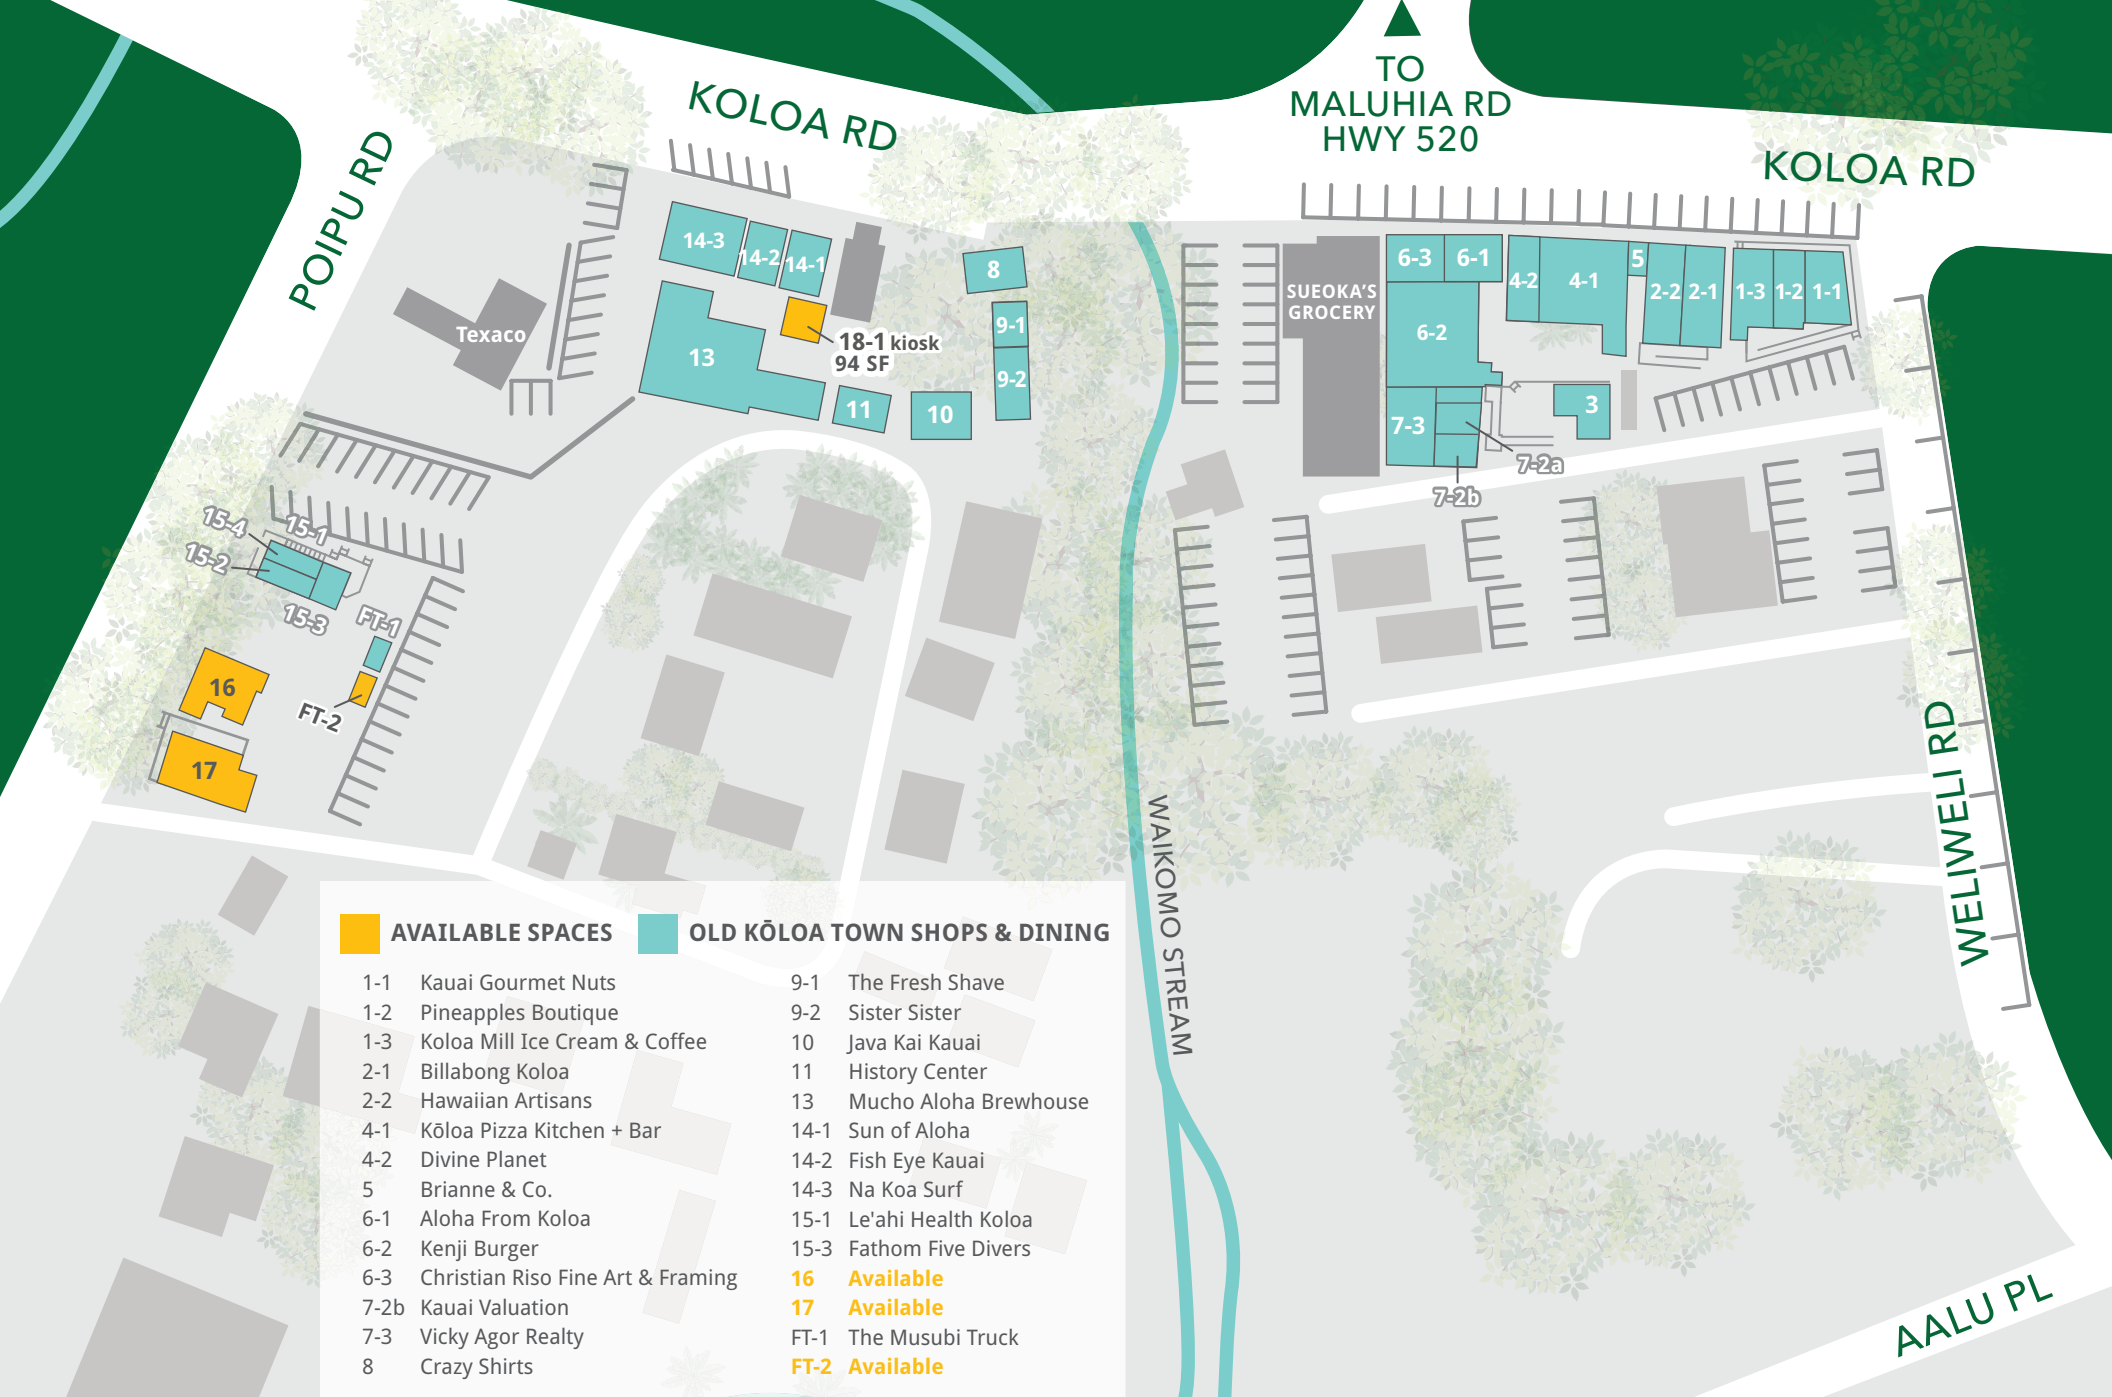 TO
MALUHIA RD
HWY 520
KOLOA RD
KOLOA RD
POIPU RD
14-3
14-2
14-1
8
SUEOKA'S
GROCERY
6-3
6-1
4-2
4-1
5
2-2
2-1
1-3
1-2
1-1
Texaco
13
18-1 kiosk
94 SF
9-1
9-2
6-2
11
10
7-3
3
7-2a
7-2b
15-4
15-1
15-2
15-3
FT-1
16
FT-2
17
WELIWELI RD
WAIKOMO STREAM
AALU PL
AVAILABLE SPACES
OLD KŌLOA TOWN SHOPS & DINING
1-1 Kauai Gourmet Nuts
1-2 Pineapples Boutique
1-3 Koloa Mill Ice Cream & Coffee
2-1 Billabong Koloa
2-2 Hawaiian Artisans
4-1 Kōloa Pizza Kitchen + Bar
4-2 Divine Planet
5 Brianne & Co.
6-1 Aloha From Koloa
6-2 Kenji Burger
6-3 Christian Riso Fine Art & Framing
7-2b Kauai Valuation
7-3 Vicky Agor Realty
8 Crazy Shirts
9-1 The Fresh Shave
9-2 Sister Sister
10 Java Kai Kauai
11 History Center
13 Mucho Aloha Brewhouse
14-1 Sun of Aloha
14-2 Fish Eye Kauai
14-3 Na Koa Surf
15-1 Le'ahi Health Koloa
15-3 Fathom Five Divers
16 Available
17 Available
FT-1 The Musubi Truck
FT-2 Available